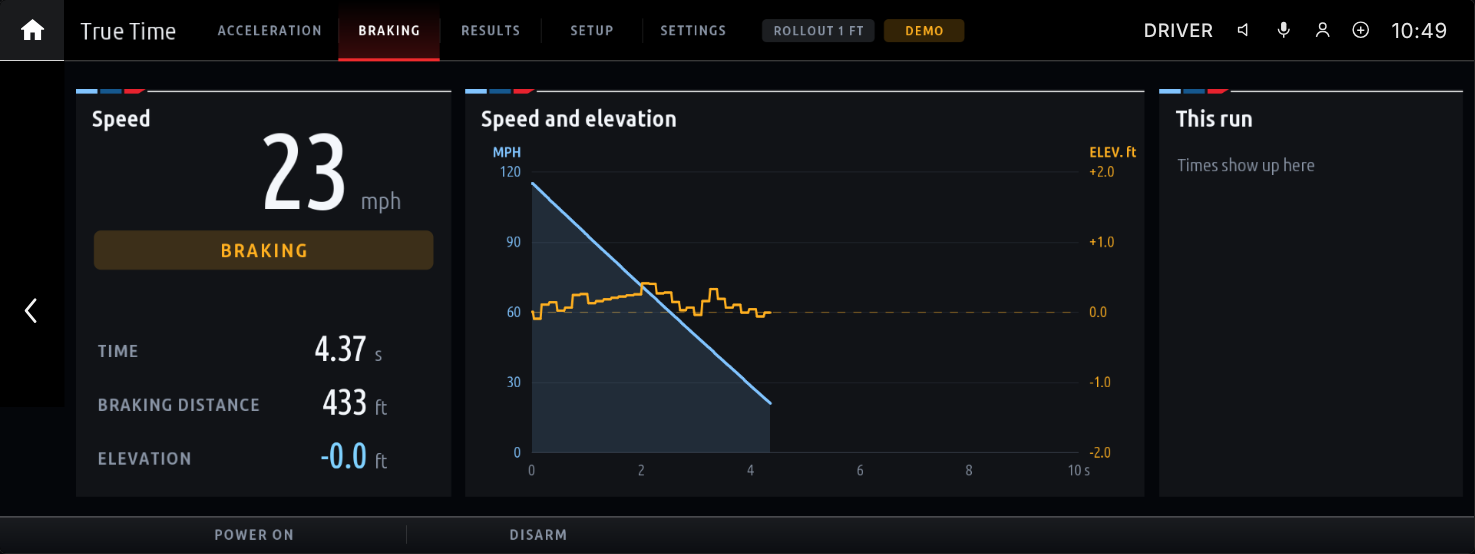 True Time
ACCELERATION
BRAKING
RESULTS
SETUP
SETTINGS
ROLLOUT 1 FT
DEMO
DRIVER
10:49
Speed
23 mph
BRAKING
TIME 4.37 s
BRAKING DISTANCE 433 ft
ELEVATION -0.0 ft
Speed and elevation
MPH
ELEV. ft
120
+2.0
90
+1.0
60
0.0
30
-1.0
0
-2.0
0 2 4 6 8 10 s
This run
Times show up here
POWER ON
DISARM